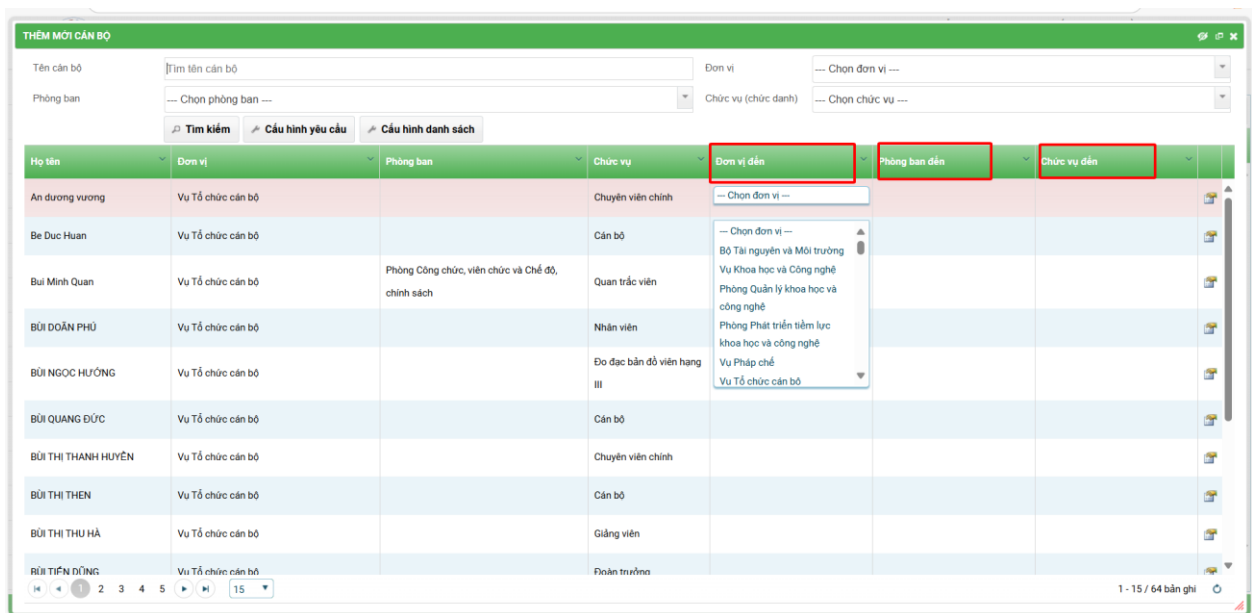 THÊM MỚI CÁN BỘ
Tên cán bộ
Tìm tên cán bộ
Đơn vị
--- Chọn đơn vị ---
Phòng ban
--- Chọn phòng ban ---
Chức vụ (chức danh)
--- Chọn chức vụ ---
Tìm kiếm
Cấu hình yêu cầu
Cấu hình danh sách
Họ tên
Đơn vị
Phòng ban
Chức vụ
Đơn vị đến
Phòng ban đến
Chức vụ đến
An dương vương
Vụ Tổ chức cán bộ
Chuyên viên chính
--- Chọn đơn vị ---
Be Duc Huan
Vụ Tổ chức cán bộ
Cán bộ
Bui Minh Quan
Vụ Tổ chức cán bộ
Phòng Công chức, viên chức và Chế độ,
chính sách
Quan trắc viên
BÙI DOÃN PHÚ
Vụ Tổ chức cán bộ
Nhân viên
BÙI NGỌC HƯỚNG
Vụ Tổ chức cán bộ
Đo đạc bản đồ viên hạng
III
--- Chọn đơn vị ---
Bộ Tài nguyên và Môi trường
Vụ Khoa học và Công nghệ
Phòng Quản lý khoa học và
công nghệ
Phòng Phát triển tiềm lực
khoa học và công nghệ
Vụ Pháp chế
Vụ Tổ chức cán bộ
BÙI QUANG ĐỨC
Vụ Tổ chức cán bộ
Cán bộ
BÙI THỊ THANH HUYỀN
Vụ Tổ chức cán bộ
Chuyên viên chính
BÙI THỊ THEN
Vụ Tổ chức cán bộ
Cán bộ
BÙI THỊ THU HÀ
Vụ Tổ chức cán bộ
Giảng viên
BÙI TIẾN DŨNG
Vụ Tổ chức cán bộ
Đoàn trưởng
1 2 3 4 5
15
1 - 15 / 64 bản ghi